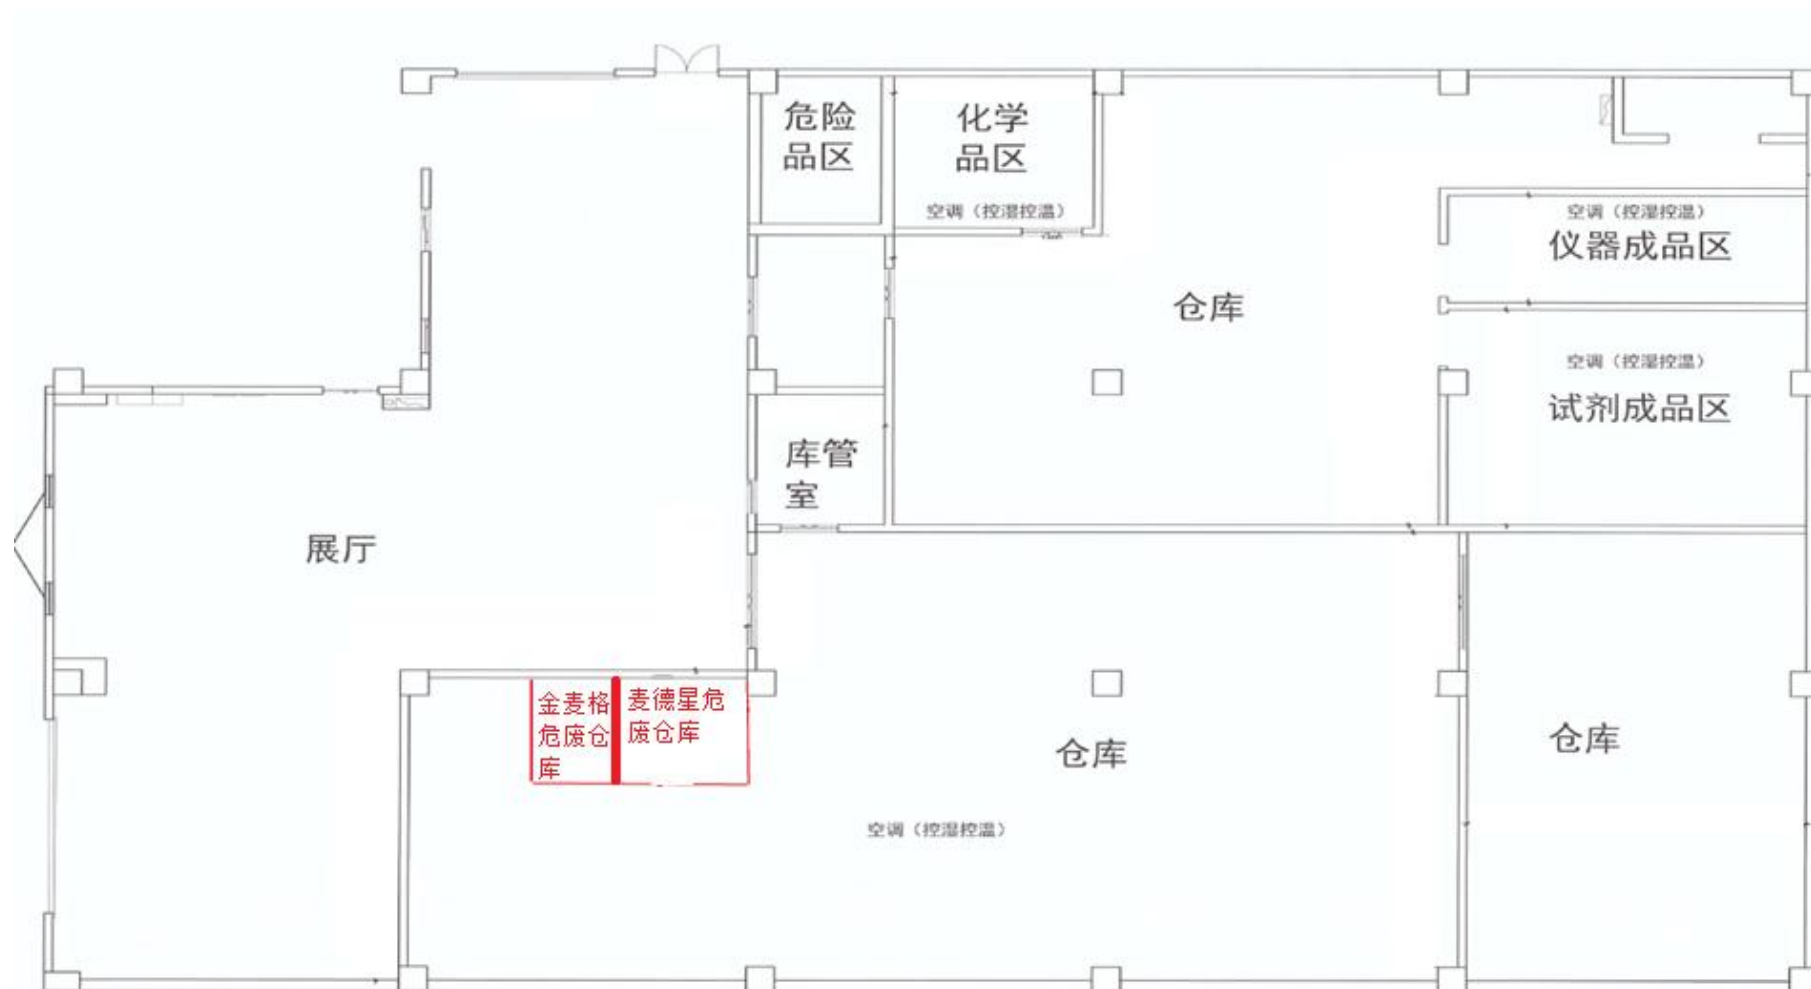 危险
品区
化学
品区
空调（控湿控温）
空调（控湿控温）
仪器成品区
仓库
空调（控湿控温）
试剂成品区
库管
室
展厅
金麦格
危废仓
库
麦德星危
废仓库
仓库
仓库
空调（控湿控温）